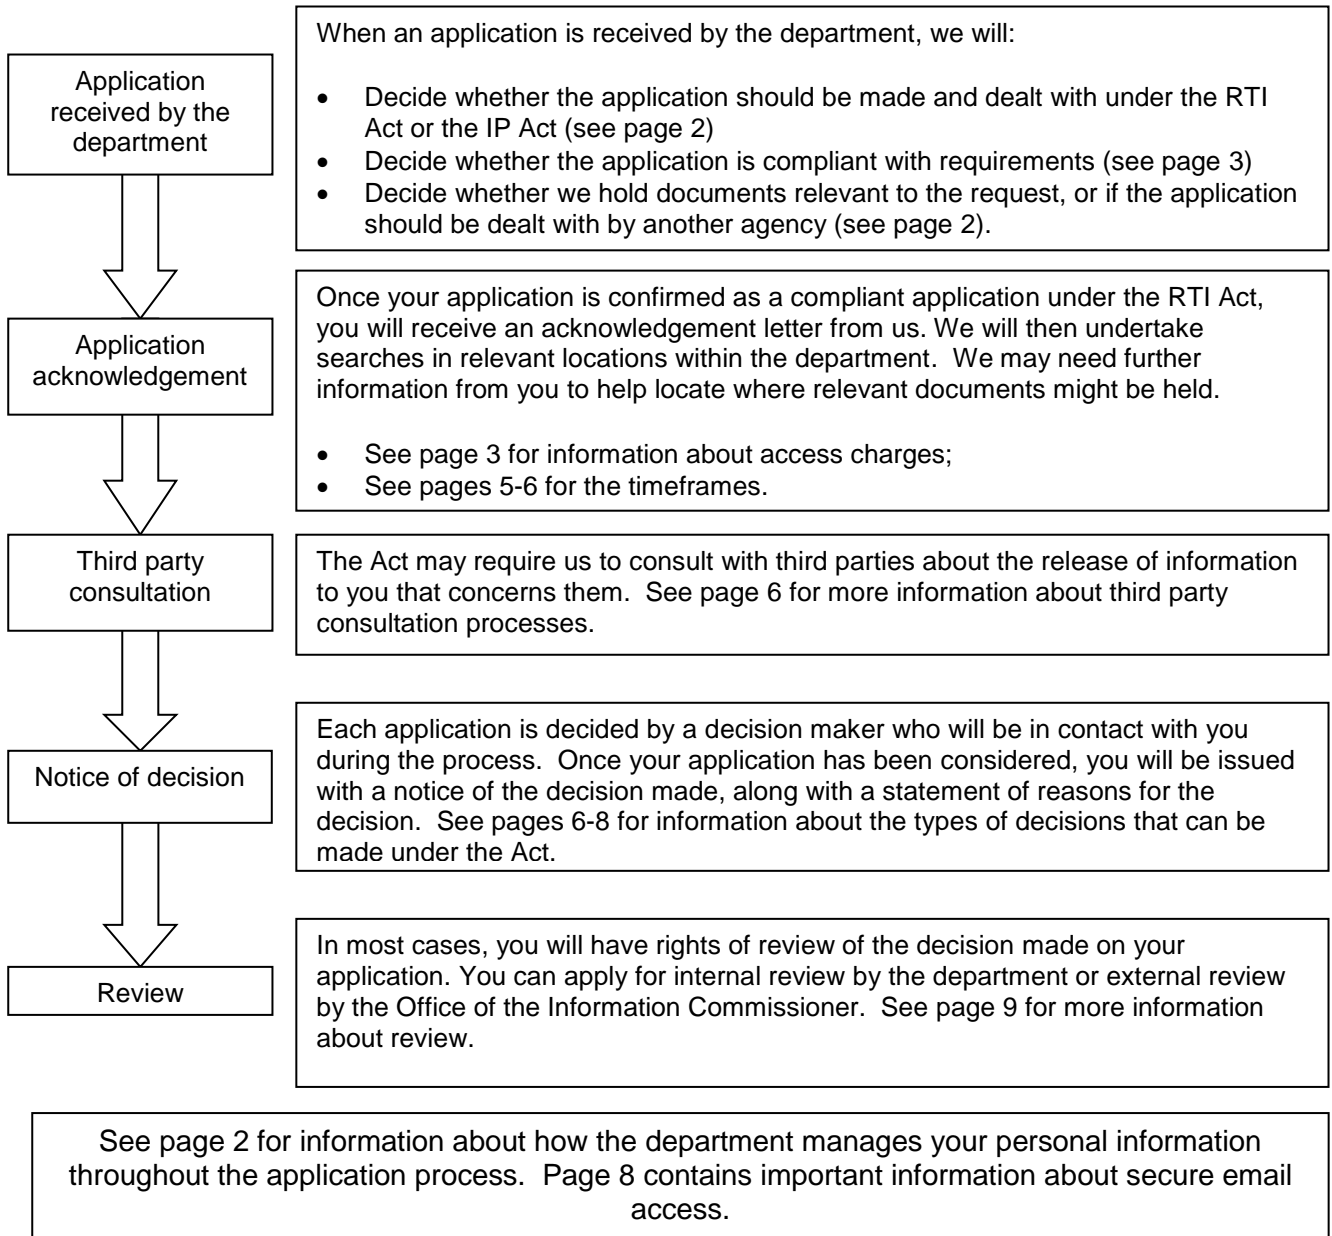 Application
received by the
department
When an application is received by the department, we will:
• Decide whether the application should be made and dealt with under the RTI
Act or the IP Act (see page 2)
• Decide whether the application is compliant with requirements (see page 3)
• Decide whether we hold documents relevant to the request, or if the application
should be dealt with by another agency (see page 2).
Application
acknowledgement
Once your application is confirmed as a compliant application under the RTI Act,
you will receive an acknowledgement letter from us. We will then undertake
searches in relevant locations within the department.  We may need further
information from you to help locate where relevant documents might be held.
• See page 3 for information about access charges;
• See pages 5-6 for the timeframes.
Third party
consultation
The Act may require us to consult with third parties about the release of information
to you that concerns them.  See page 6 for more information about third party
consultation processes.
Notice of decision
Each application is decided by a decision maker who will be in contact with you
during the process.  Once your application has been considered, you will be issued
with a notice of the decision made, along with a statement of reasons for the
decision.  See pages 6-8 for information about the types of decisions that can be
made under the Act.
Review
In most cases, you will have rights of review of the decision made on your
application. You can apply for internal review by the department or external review
by the Office of the Information Commissioner.  See page 9 for more information
about review.
See page 2 for information about how the department manages your personal information
throughout the application process.  Page 8 contains important information about secure email
access.